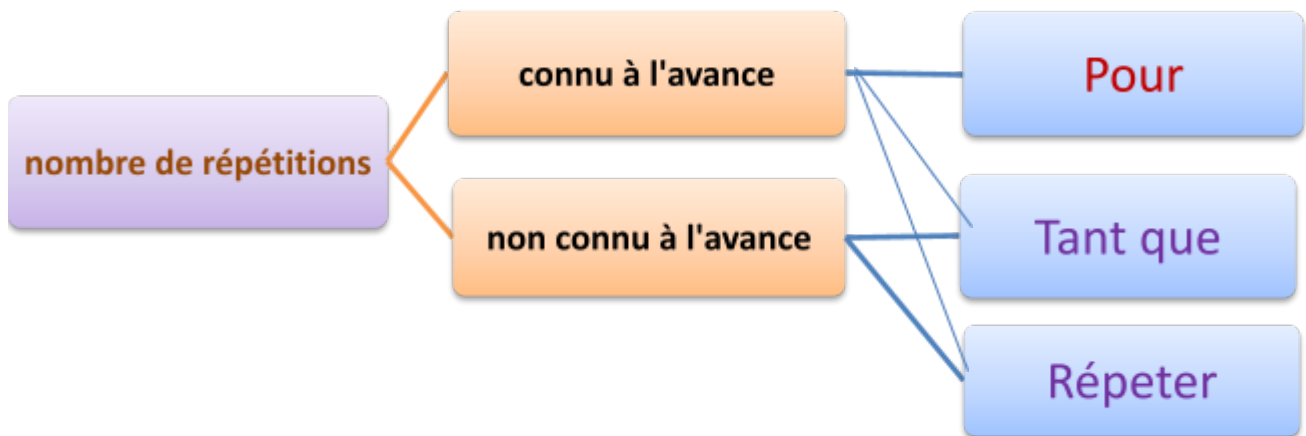 nombre de répétitions
connu à l'avance
non connu à l'avance
Pour
Tant que
Répeter